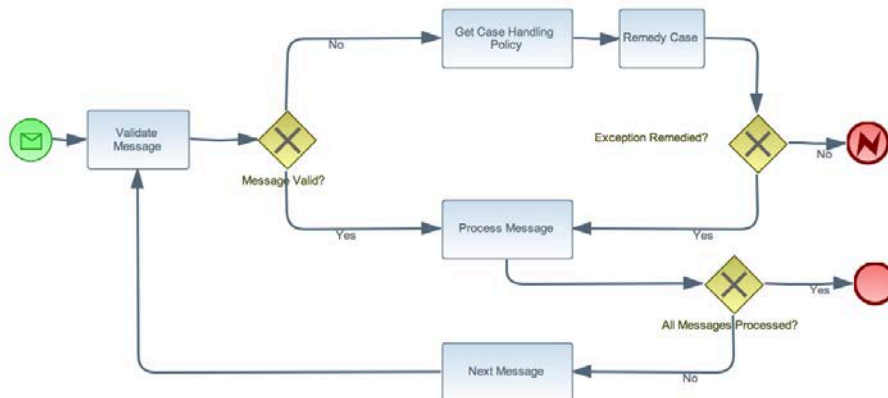 Get Case Handling
Policy
Remedy Case
No
Validate
Message
Exception Remedied?
No
Message Valid?
Yes
Process Message
Yes
Yes
All Messages Processed?
Next Message
No